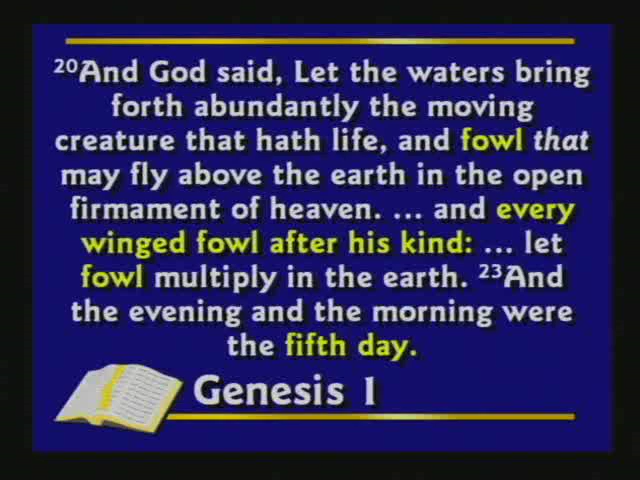 ²⁰And God said, Let the waters bring
forth abundantly the moving
creature that hath life, and fowl that
may fly above the earth in the open
firmament of heaven. ... and every
winged fowl after his kind: ... let
fowl multiply in the earth. ²³And
the evening and the morning were
the fifth day.
Genesis 1